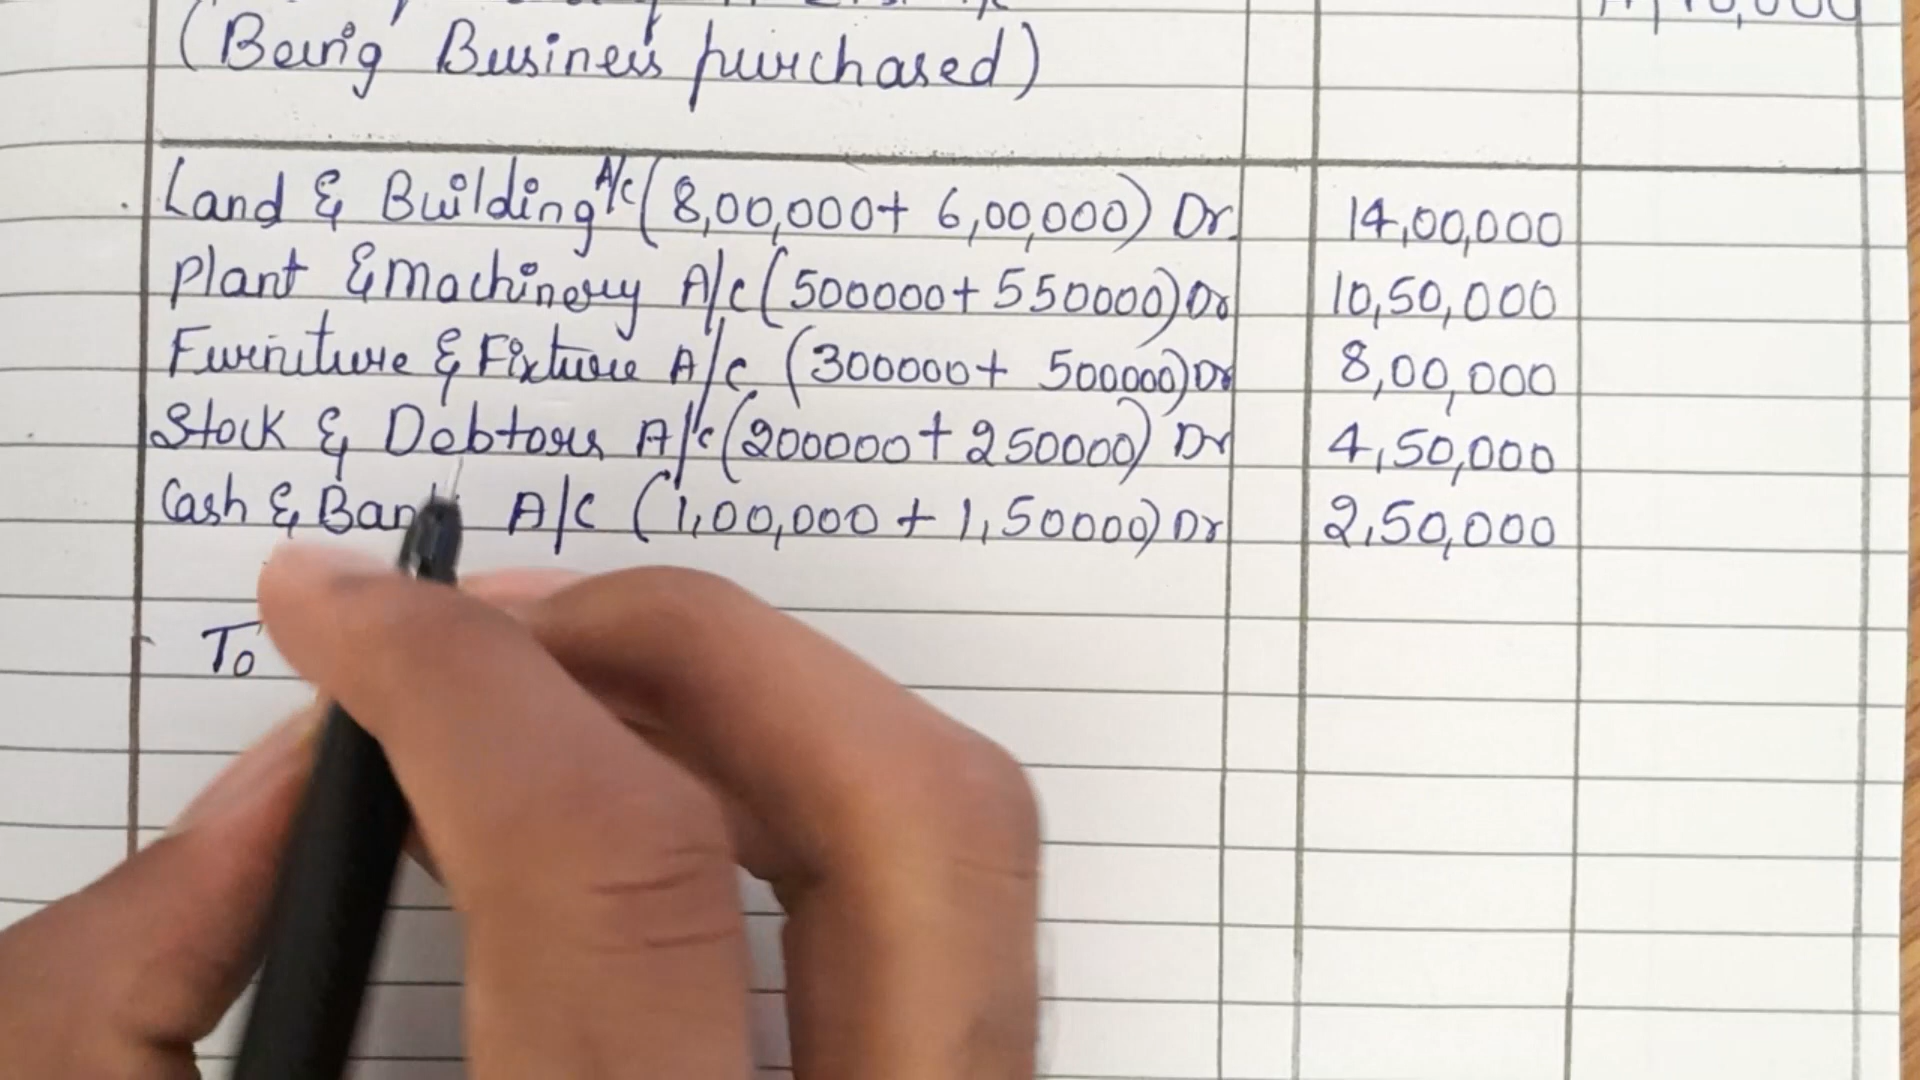 (Being Business purchased)
Land & Building A/c (8,00,000+ 6,00,000) Dr. 14,00,000
Plant & Machinery A/c (500000+ 550000) Dr 10,50,000
Furniture & Fixture A/c (300000+ 500000) Dr 8,00,000
Stock & Debtors A/c (200000+ 250000) Dr 4,50,000
Cash & Bank A/c (1,00,000 + 1,50000) Dr 2,50,000
To